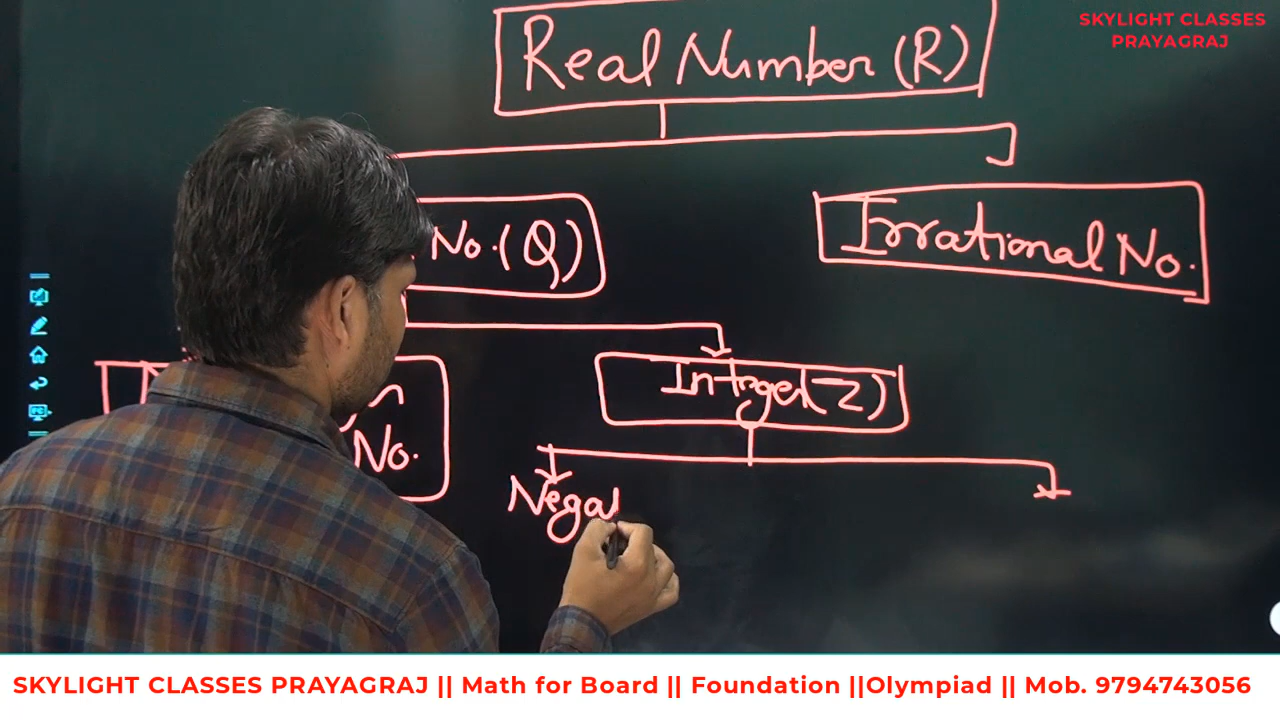 SKYLIGHT CLASSES
PRAYAGRAJ
Real Number (R)
No. (Q)
Irrational No.
Integer (Z)
No.
Nega
SKYLIGHT CLASSES PRAYAGRAJ || Math for Board || Foundation ||Olympiad || Mob. 9794743056